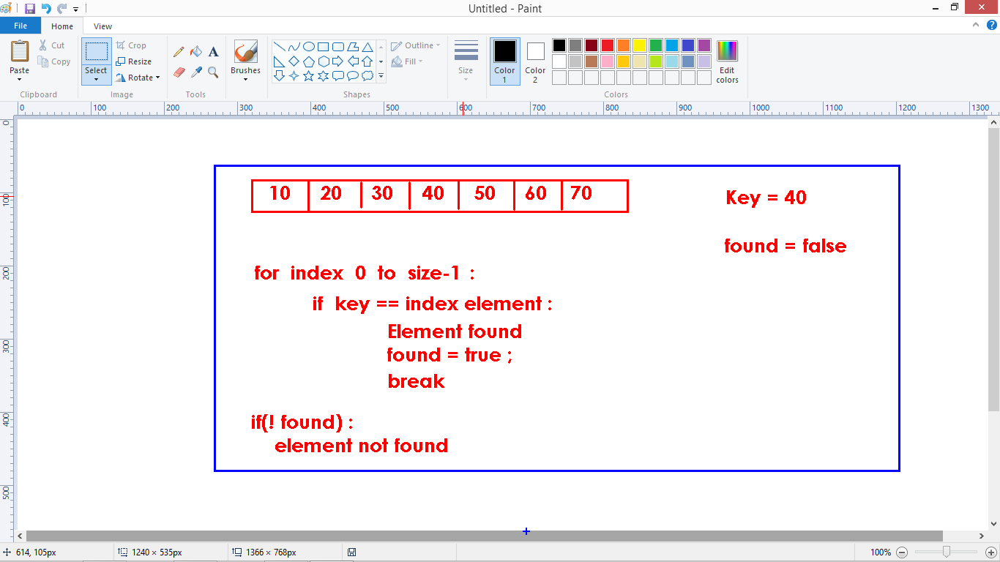 Untitled - Paint
File Home View
Paste
Cut
Copy
Clipboard
Select
Crop
Resize
Rotate
Image
Tools
Brushes
Shapes
Outline
Fill
Size
Color 1
Color 2
Colors
Edit colors
0 100 200 300 400 500 600 700 800 900 1000 1100 1200 1300
0
100
200
300
400
500
10 20 30 40 50 60 70
Key = 40
found = false
for index 0 to size-1 :
if key == index element :
Element found
found = true ;
break
if(! found) :
element not found
614, 105px
1240 × 535px
1366 × 768px
100%